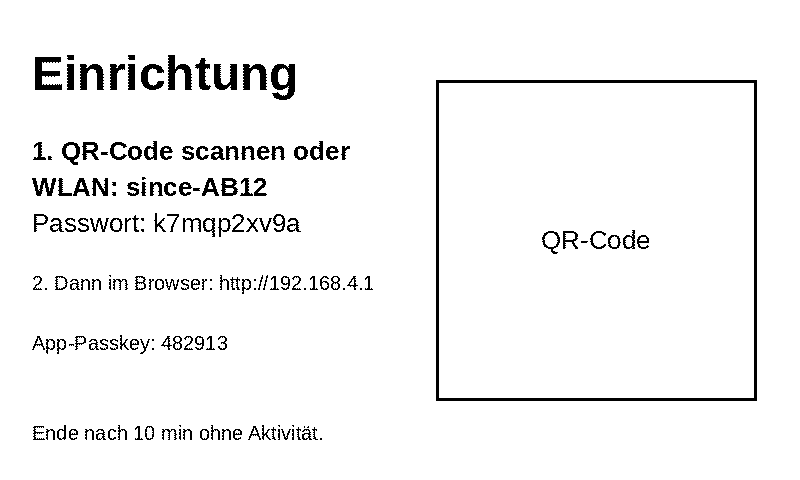 Einrichtung
1. QR-Code scannen oder
WLAN: since-AB12
Passwort: k7mqp2xv9a
2. Dann im Browser: http://192.168.4.1
App-Passkey: 482913
Ende nach 10 min ohne Aktivität.
QR-Code